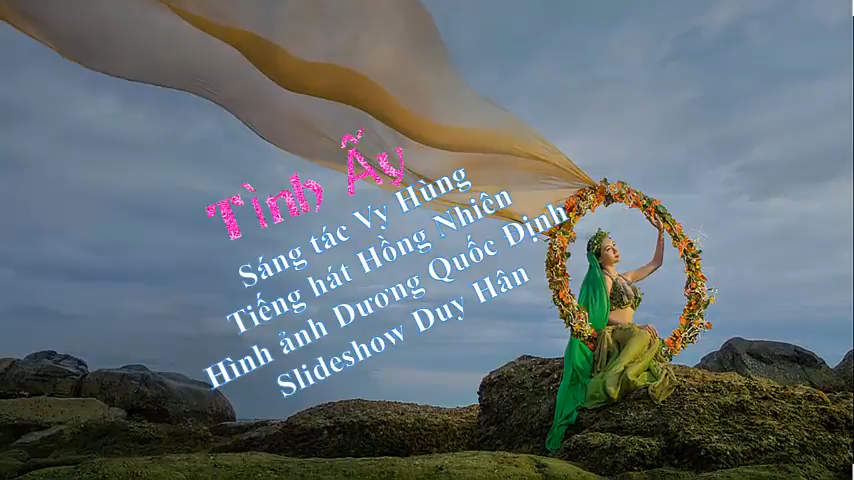 Tình Ấy
Sáng tác Vy Hùng
Tiếng hát Hồng Nhiên
Hình ảnh Dương Quốc Định
Slideshow Duy Hân